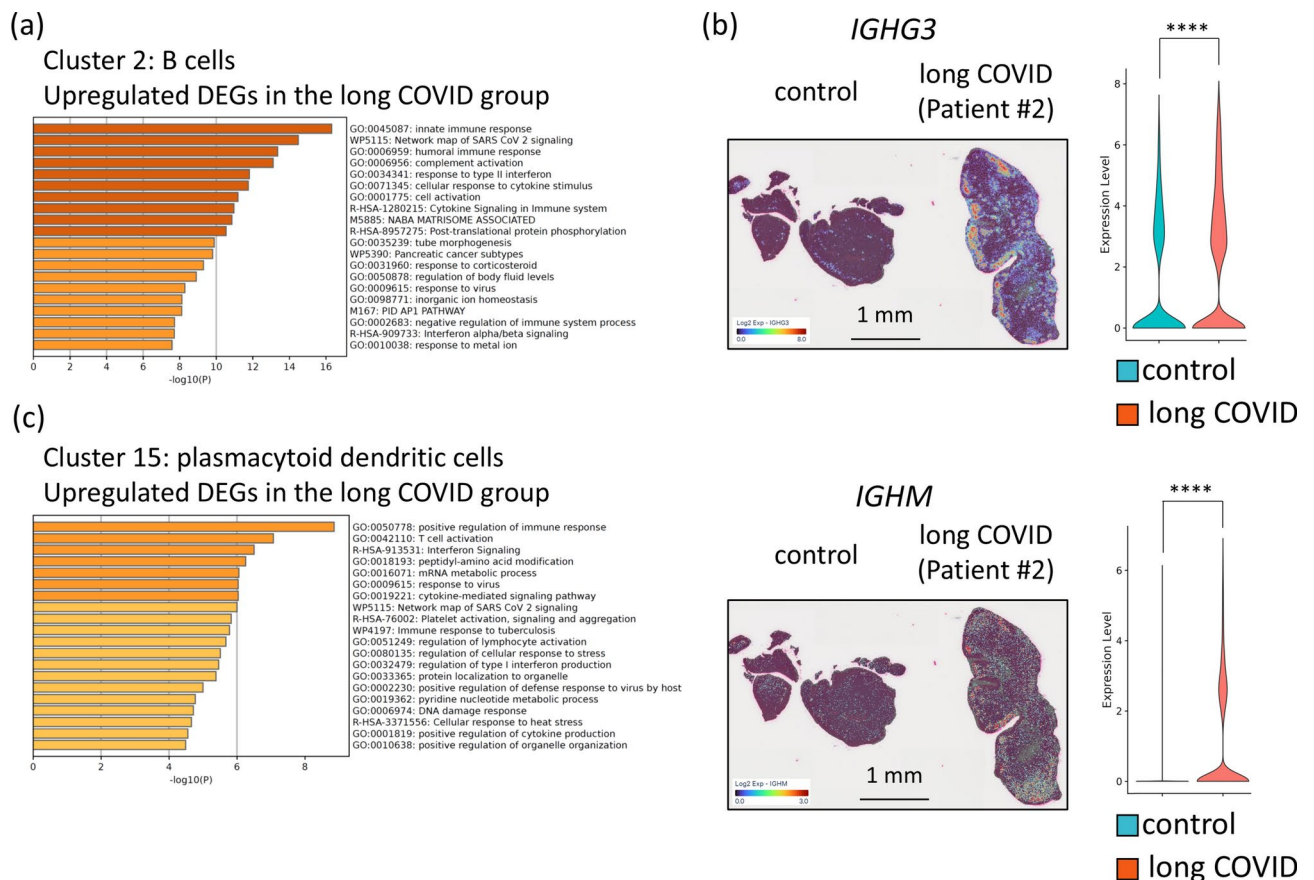 (a)
Cluster 2: B cells
Upregulated DEGs in the long COVID group
GO:0045087: innate immune response
WP5115: Network map of SARS CoV 2 signaling
GO:0006959: humoral immune response
GO:0006956: complement activation
GO:0034341: response to type II interferon
GO:0071345: cellular response to cytokine stimulus
GO:0001775: cell activation
R-HSA-1280215: Cytokine Signaling in Immune system
M5885: NABA MATRISOME ASSOCIATED
R-HSA-8957275: Post-translational protein phosphorylation
GO:0035239: tube morphogenesis
WP5390: Pancreatic cancer subtypes
GO:0031960: response to corticosteroid
GO:0050878: regulation of body fluid levels
GO:0009615: response to virus
GO:0098771: inorganic ion homeostasis
M167: PID AP1 PATHWAY
GO:0002683: negative regulation of immune system process
R-HSA-909733: Interferon alpha/beta signaling
GO:0010038: response to metal ion
0 2 4 6 8 10 12 14 16
-log10(P)
(b)
IGHG3
control
long COVID
(Patient #2)
Log2 Exp - IGHG3
0.0 8.0
1 mm
****
Expression Level
8
6
4
2
0
control
long COVID
(c)
Cluster 15: plasmacytoid dendritic cells
Upregulated DEGs in the long COVID group
GO:0050778: positive regulation of immune response
GO:0042110: T cell activation
R-HSA-913531: Interferon Signaling
GO:0018193: peptidyl-amino acid modification
GO:0016071: mRNA metabolic process
GO:0009615: response to virus
GO:0019221: cytokine-mediated signaling pathway
WP5115: Network map of SARS CoV 2 signaling
R-HSA-76002: Platelet activation, signaling and aggregation
WP4197: Immune response to tuberculosis
GO:0051249: regulation of lymphocyte activation
GO:0080135: regulation of cellular response to stress
GO:0032479: regulation of type I interferon production
GO:0033365: protein localization to organelle
GO:0002230: positive regulation of defense response to virus by host
GO:0019362: pyridine nucleotide metabolic process
GO:0006974: DNA damage response
R-HSA-3371556: Cellular response to heat stress
GO:0001819: positive regulation of cytokine production
GO:0010638: positive regulation of organelle organization
0 2 4 6 8
-log10(P)
IGHM
control
long COVID
(Patient #2)
Log2 Exp - IGHM
0.0 3.0
1 mm
****
Expression Level
6
4
2
0
control
long COVID